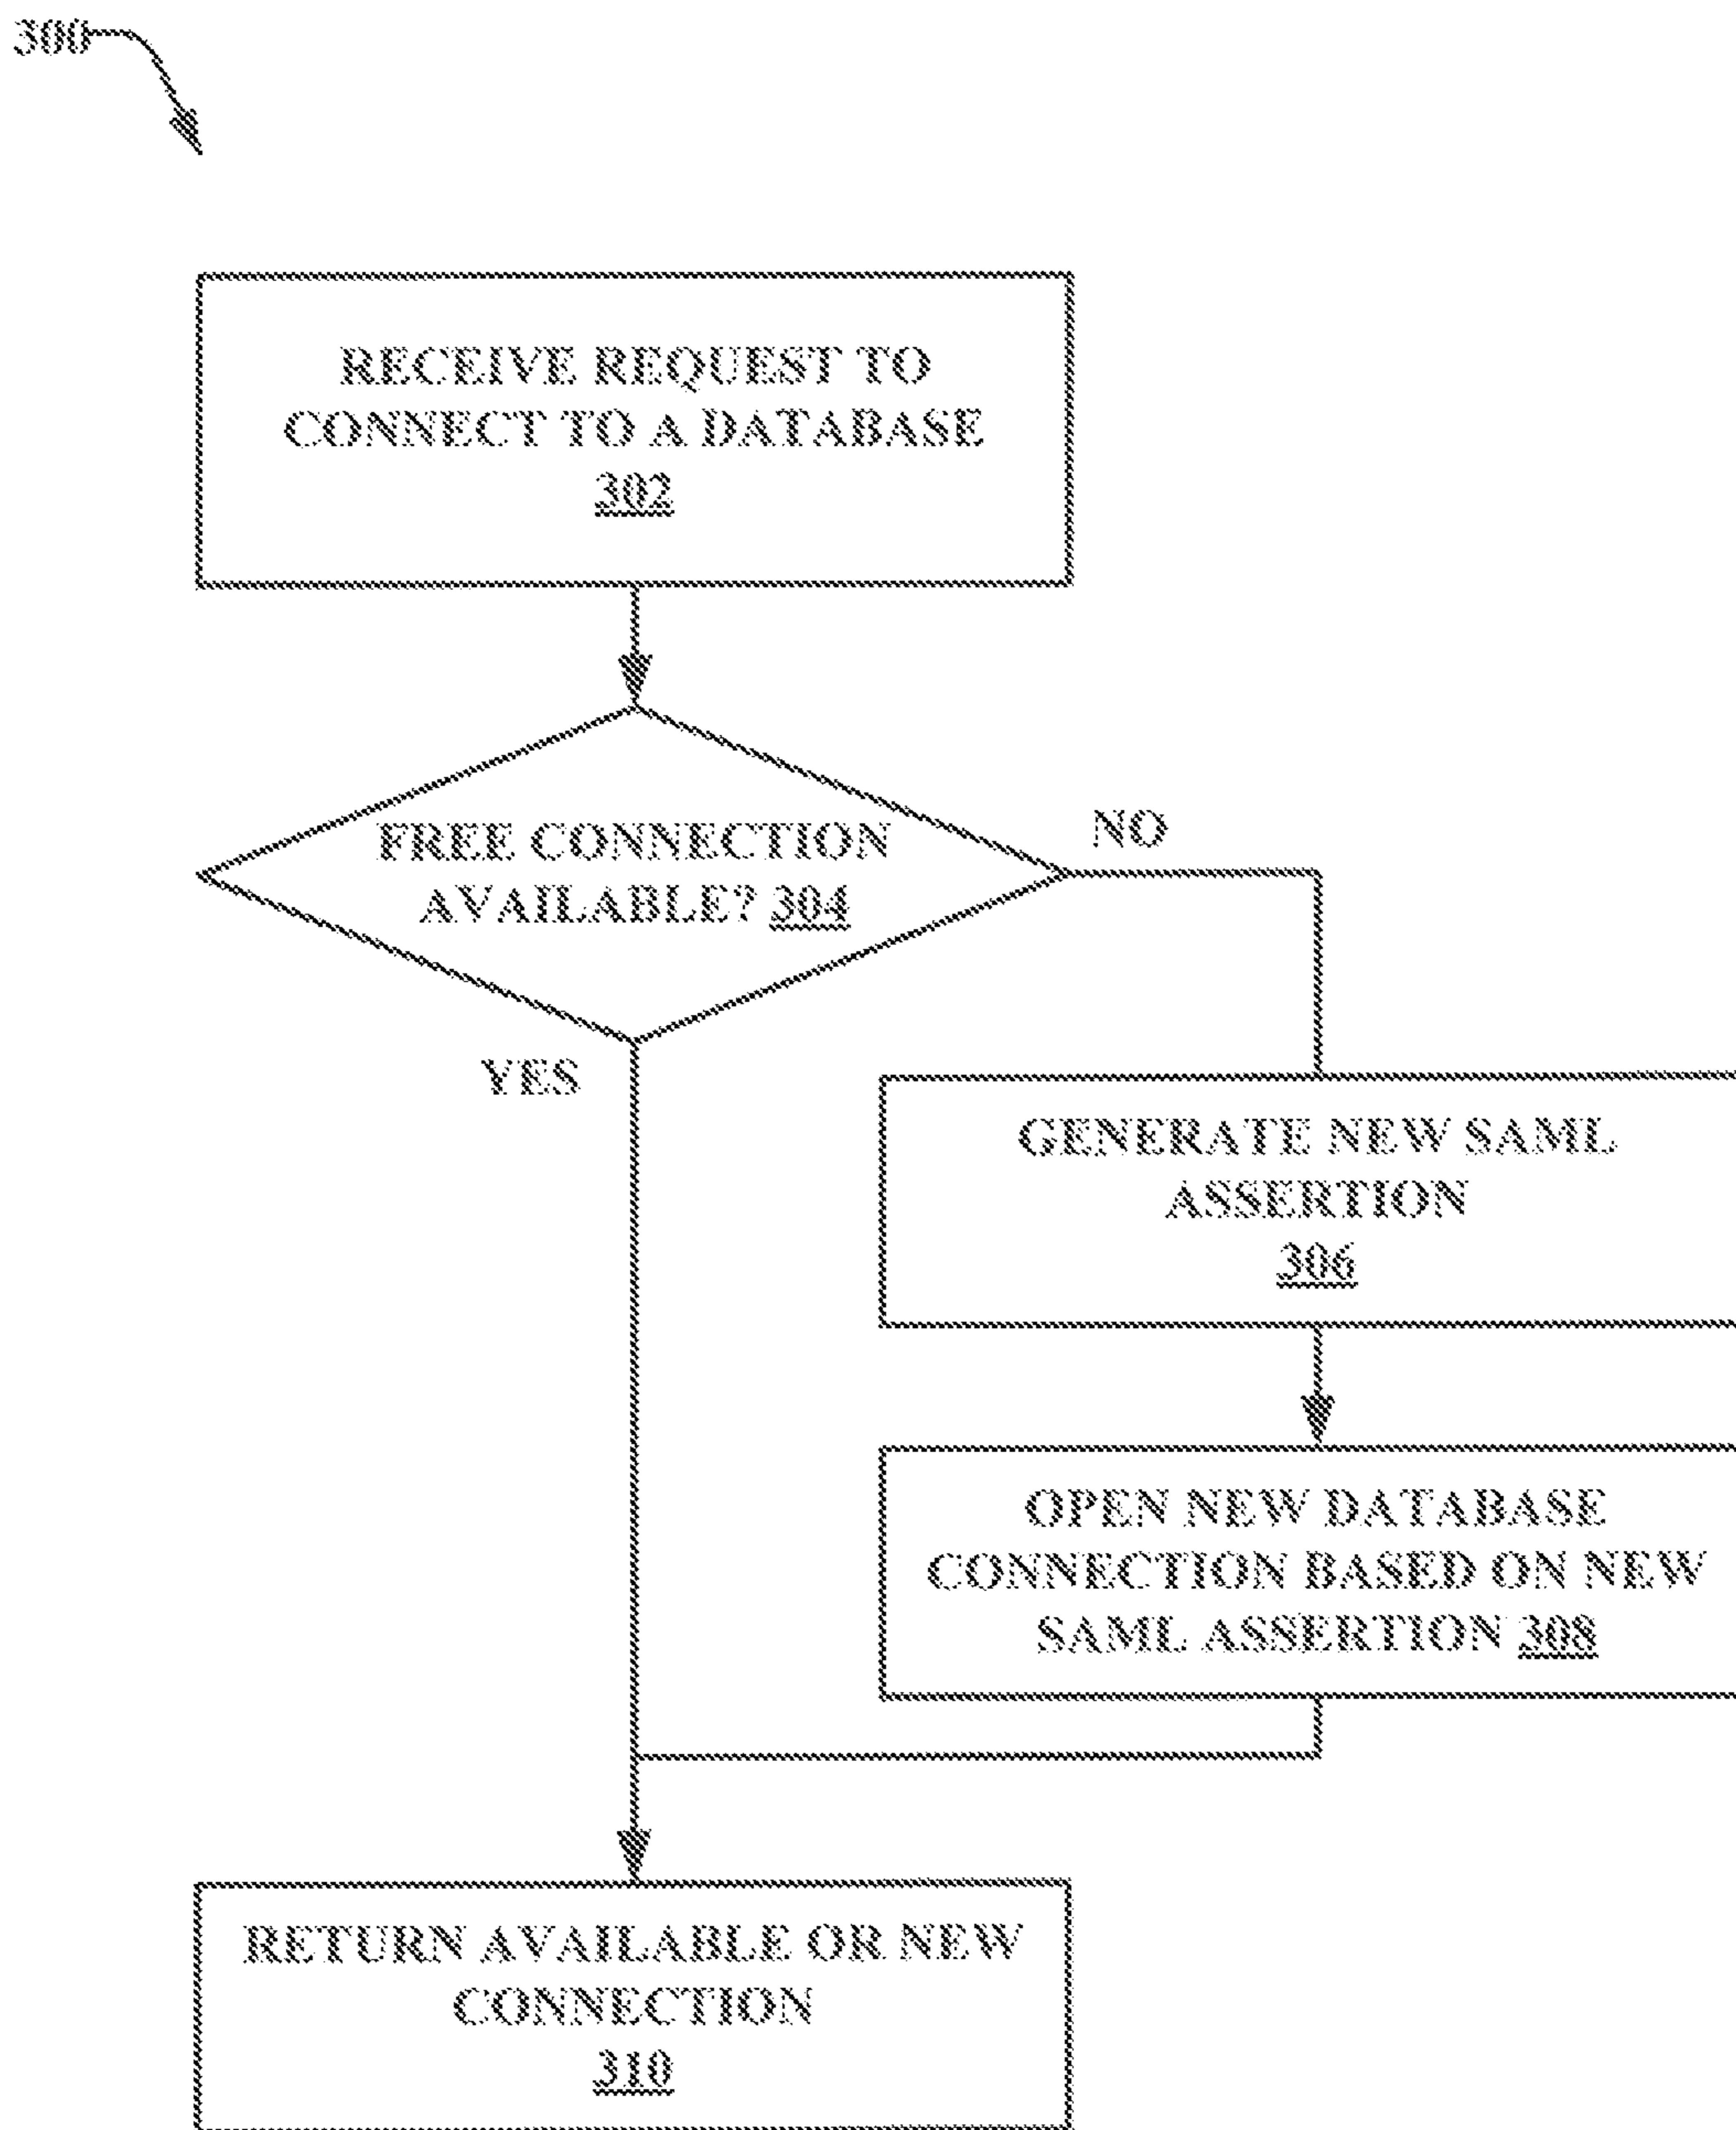 300
RECEIVE REQUEST TO
CONNECT TO A DATABASE
302
FREE CONNECTION
AVAILABLE? 304
NO
YES
GENERATE NEW SAML
ASSERTION
306
OPEN NEW DATABASE
CONNECTION BASED ON NEW
SAML ASSERTION 308
RETURN AVAILABLE OR NEW
CONNECTION
310